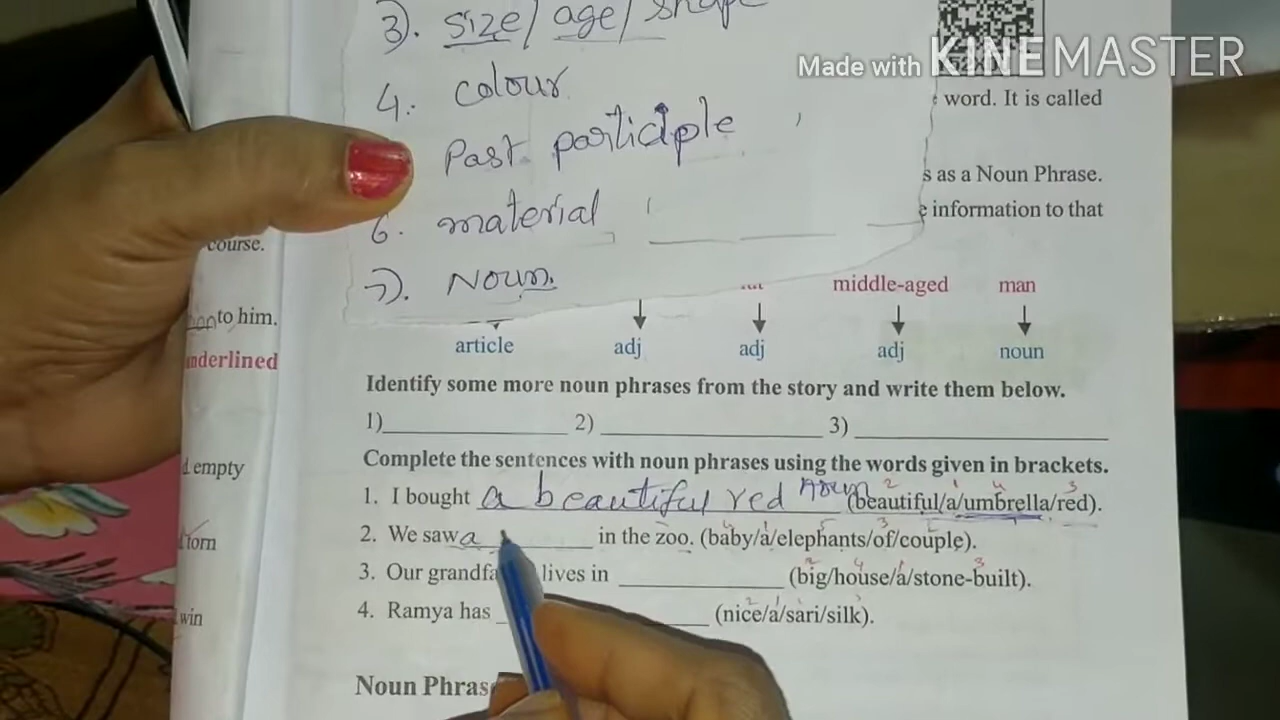 3). size/ age/ shape
Made with KINEMASTER
4. colour
word. It is called
Past participle
s as a Noun Phrase.
6. material
e information to that
course.
7). Noun.
middle-aged man
to him.
article adj adj adj noun
nderlined
Identify some more noun phrases from the story and write them below.
1) 2) 3)
Complete the sentences with noun phrases using the words given in brackets.
d empty
1. I bought a beautiful red noun (beautiful/a/umbrella/red).
2. We saw a in the zoo. (baby/a/elephants/of/couple).
torn
3. Our grandfa lives in (big/house/a/stone-built).
4. Ramya has (nice/a/sari/silk).
win
Noun Phras